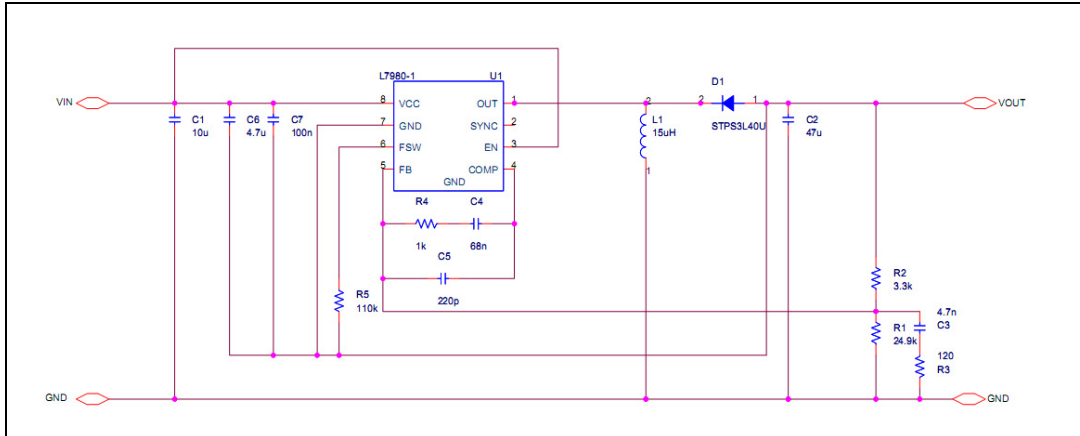 L7980-1 U1
VIN
C1
10u
C6
4.7u
C7
100n
8 VCC OUT 1
7 GND SYNC 2
6 FSW EN 3
5 FB COMP 4
GND
2
L1
15uH
1
D1
2 1
STPS3L40U
C2
47u
VOUT
R4
1k
C4
68n
C5
220p
R5
110k
R2
3.3k
R1
24.9k
4.7n
C3
120
R3
GND
GND